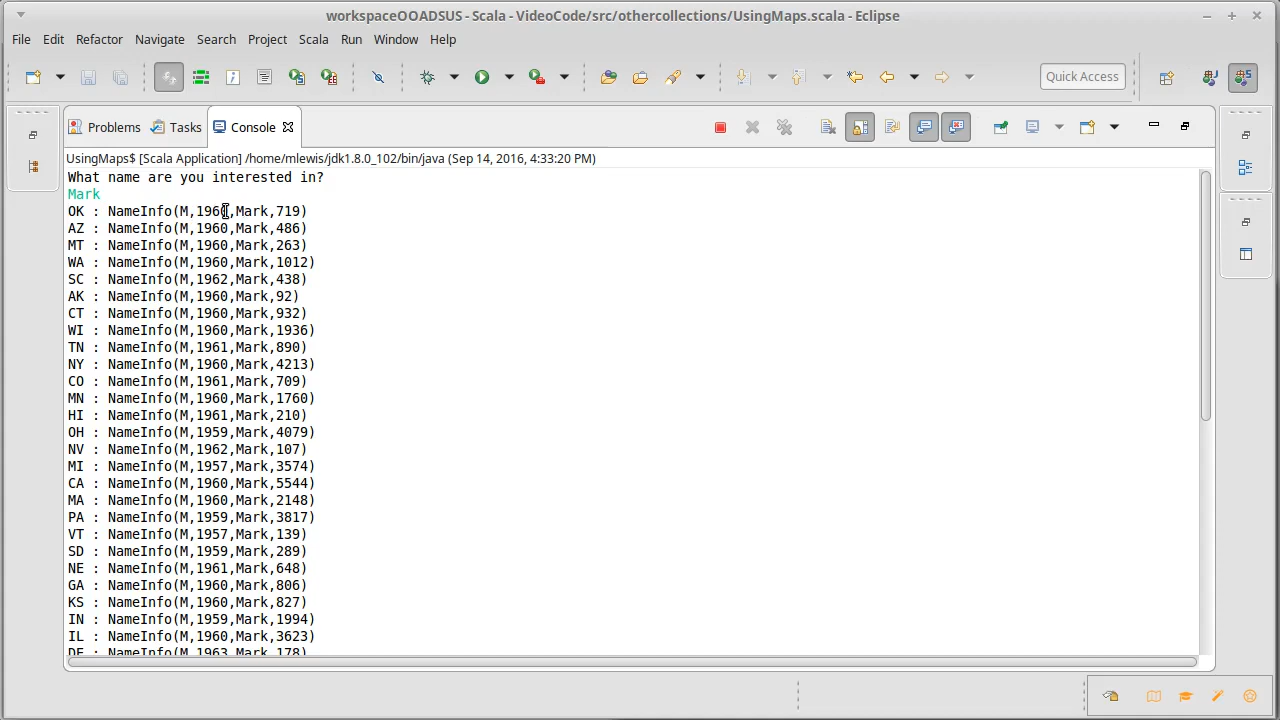 workspaceOOADSUS - Scala - VideoCode/src/othercollections/UsingMaps.scala - Eclipse
File Edit Refactor Navigate Search Project Scala Run Window Help
Quick Access
Problems Tasks Console
UsingMaps$ [Scala Application] /home/mlewis/jdk1.8.0_102/bin/java (Sep 14, 2016, 4:33:20 PM)
What name are you interested in?
Mark
OK : NameInfo(M,1960,Mark,719)
AZ : NameInfo(M,1960,Mark,486)
MT : NameInfo(M,1960,Mark,263)
WA : NameInfo(M,1960,Mark,1012)
SC : NameInfo(M,1962,Mark,438)
AK : NameInfo(M,1960,Mark,92)
CT : NameInfo(M,1960,Mark,932)
WI : NameInfo(M,1960,Mark,1936)
TN : NameInfo(M,1961,Mark,890)
NY : NameInfo(M,1960,Mark,4213)
CO : NameInfo(M,1961,Mark,709)
MN : NameInfo(M,1960,Mark,1760)
HI : NameInfo(M,1961,Mark,210)
OH : NameInfo(M,1959,Mark,4079)
NV : NameInfo(M,1962,Mark,107)
MI : NameInfo(M,1957,Mark,3574)
CA : NameInfo(M,1960,Mark,5544)
MA : NameInfo(M,1960,Mark,2148)
PA : NameInfo(M,1959,Mark,3817)
VT : NameInfo(M,1957,Mark,139)
SD : NameInfo(M,1959,Mark,289)
NE : NameInfo(M,1961,Mark,648)
GA : NameInfo(M,1960,Mark,806)
KS : NameInfo(M,1960,Mark,827)
IN : NameInfo(M,1959,Mark,1994)
IL : NameInfo(M,1960,Mark,3623)
DE : NameInfo(M,1963,Mark,178)